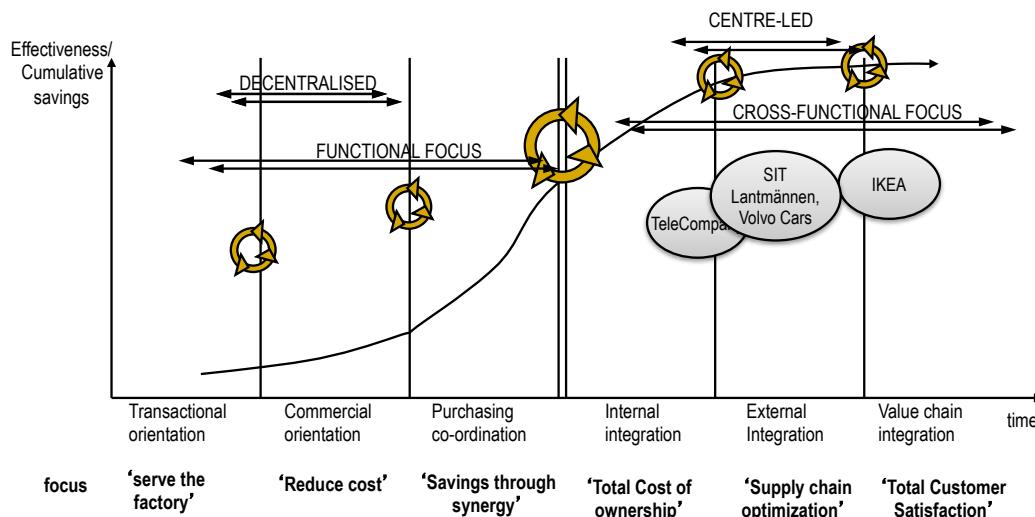 CENTRE-LED
Effectiveness/
Cumulative
savings
DECENTRALISED
CROSS-FUNCTIONAL FOCUS
FUNCTIONAL FOCUS
SIT
Lantmännen,
Volvo Cars
IKEA
TeleCompany
Transactional
orientation
Commercial
orientation
Purchasing
co-ordination
Internal
integration
External
Integration
Value chain
integration
time
focus
‘serve the
factory’
‘Reduce cost’
‘Savings through
synergy’
‘Total Cost of
ownership’
‘Supply chain
optimization’
‘Total Customer
Satisfaction’